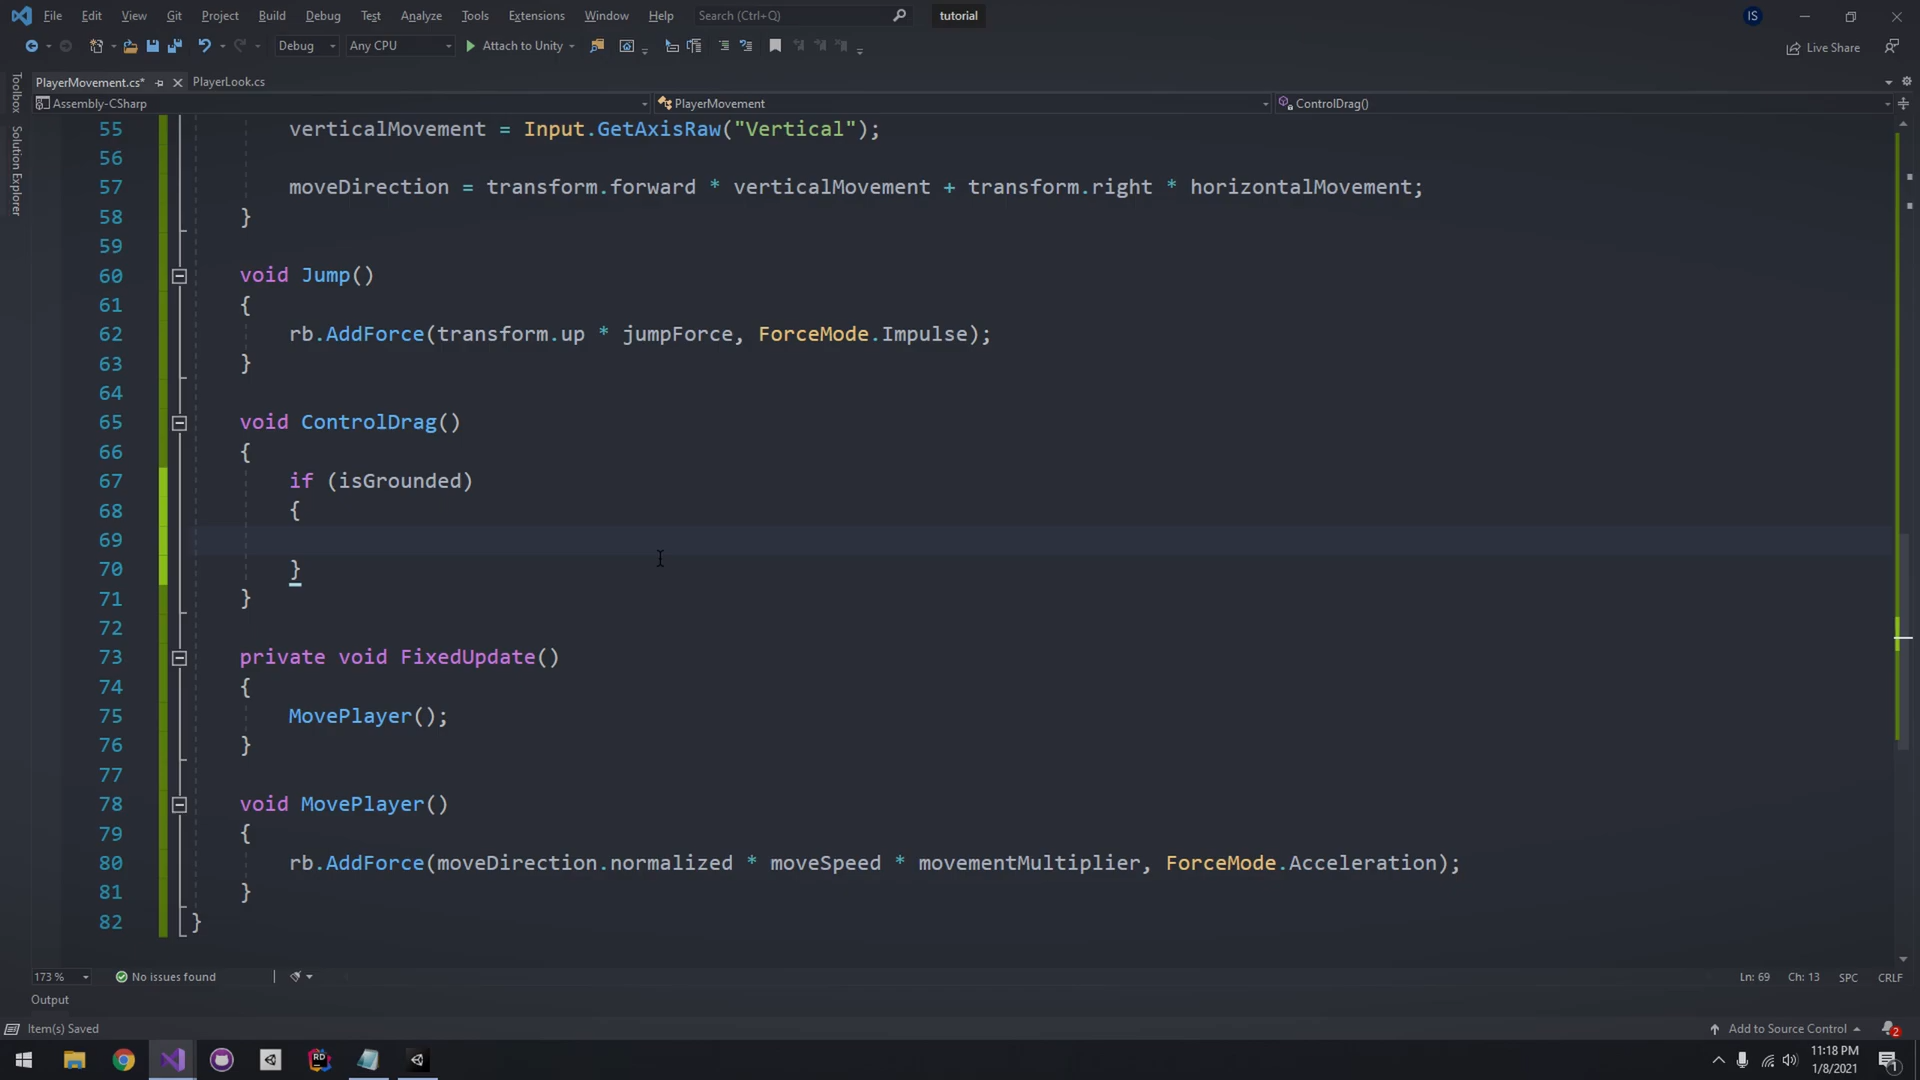 File Edit View Git Project Build Debug Test Analyze Tools Extensions Window Help Search (Ctrl+Q) tutorial IS
Debug Any CPU Attach to Unity Live Share
PlayerMovement.cs* PlayerLook.cs
Assembly-CSharp PlayerMovement ControlDrag()
Toolbox
Solution Explorer
55 verticalMovement = Input.GetAxisRaw("Vertical");
56
57 moveDirection = transform.forward * verticalMovement + transform.right * horizontalMovement;
58 }
59
60 void Jump()
61 {
62 rb.AddForce(transform.up * jumpForce, ForceMode.Impulse);
63 }
64
65 void ControlDrag()
66 {
67 if (isGrounded)
68 {
69
70 }
71 }
72
73 private void FixedUpdate()
74 {
75 MovePlayer();
76 }
77
78 void MovePlayer()
79 {
80 rb.AddForce(moveDirection.normalized * moveSpeed * movementMultiplier, ForceMode.Acceleration);
81 }
82 }
173 % No issues found Ln: 69 Ch: 13 SPC CRLF
Output
Item(s) Saved Add to Source Control 2
RD 11:18 PM
1/8/2021 1